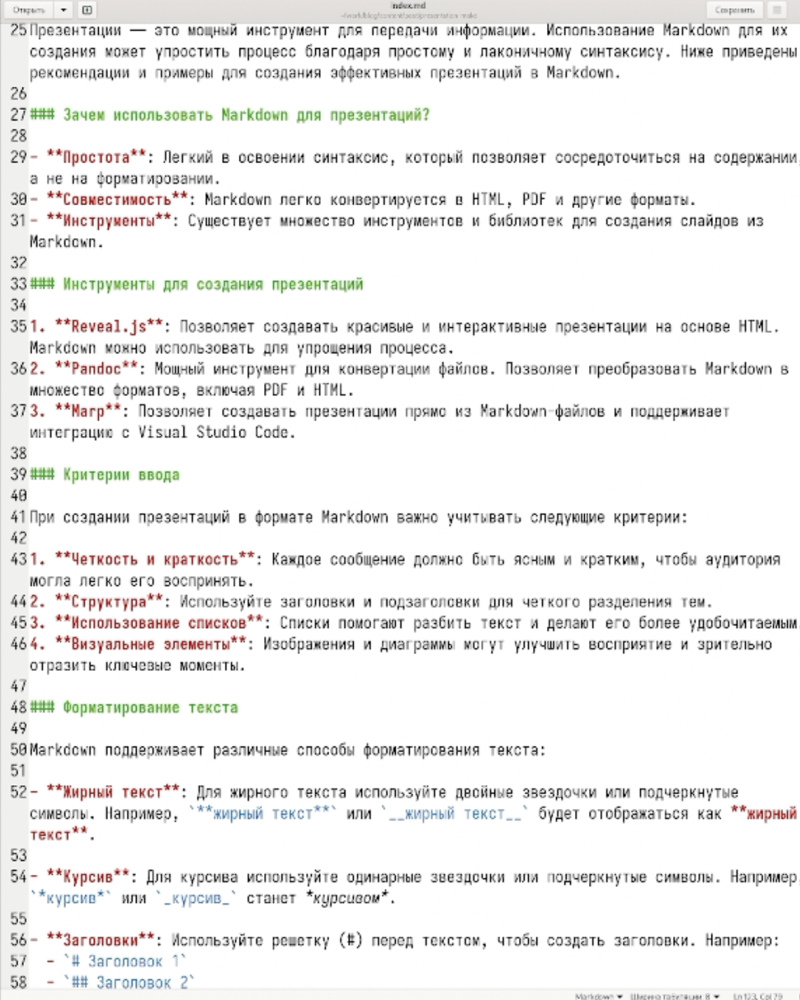 Открыть
index.md
~/work/blog/content/post/presentation-make
Сохранить
25 Презентации — это мощный инструмент для передачи информации. Использование Markdown для их
создания может упростить процесс благодаря простому и лаконичному синтаксису. Ниже приведены
рекомендации и примеры для создания эффективных презентаций в Markdown.
26
27 ### Зачем использовать Markdown для презентаций?
28
29 - **Простота**: Легкий в освоении синтаксис, который позволяет сосредоточиться на содержании,
а не на форматировании.
30 - **Совместимость**: Markdown легко конвертируется в HTML, PDF и другие форматы.
31 - **Инструменты**: Существует множество инструментов и библиотек для создания слайдов из
Markdown.
32
33 ### Инструменты для создания презентаций
34
35 1. **Reveal.js**: Позволяет создавать красивые и интерактивные презентации на основе HTML.
Markdown можно использовать для упрощения процесса.
36 2. **Pandoc**: Мощный инструмент для конвертации файлов. Позволяет преобразовать Markdown в
множество форматов, включая PDF и HTML.
37 3. **Marp**: Позволяет создавать презентации прямо из Markdown-файлов и поддерживает
интеграцию с Visual Studio Code.
38
39 ### Критерии ввода
40
41 При создании презентаций в формате Markdown важно учитывать следующие критерии:
42
43 1. **Четкость и краткость**: Каждое сообщение должно быть ясным и кратким, чтобы аудитория
могла легко его воспринять.
44 2. **Структура**: Используйте заголовки и подзаголовки для четкого разделения тем.
45 3. **Использование списков**: Списки помогают разбить текст и делают его более удобочитаемым.
46 4. **Визуальные элементы**: Изображения и диаграммы могут улучшить восприятие и зрительно
отразить ключевые моменты.
47
48 ### Форматирование текста
49
50 Markdown поддерживает различные способы форматирования текста:
51
52 - **Жирный текст**: Для жирного текста используйте двойные звездочки или подчеркнутые
символы. Например, `**жирный текст**` или `__жирный текст__` будет отображаться как **жирный
текст**.
53
54 - **Курсив**: Для курсива используйте одинарные звездочки или подчеркнутые символы. Например,
`*курсив*` или `_курсив_` станет *курсивом*.
55
56 - **Заголовки**: Используйте решетку (#) перед текстом, чтобы создать заголовки. Например:
57   - `# Заголовок 1`
58   - `## Заголовок 2`
Markdown Ширина табуляции: 8 Ln 123, Col 79